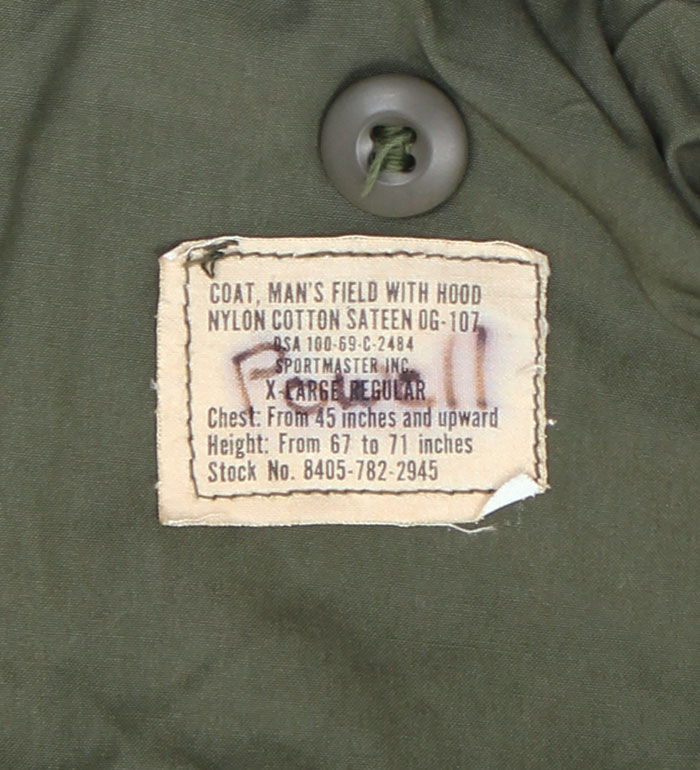 COAT, MAN'S FIELD WITH HOOD
NYLON COTTON SATEEN OG-107
DSA 100-69-C-2484
SPORTMASTER INC.
X-LARGE REGULAR
Powell
Chest: From 45 inches and upward
Height: From 67 to 71 inches
Stock No. 8405-782-2945